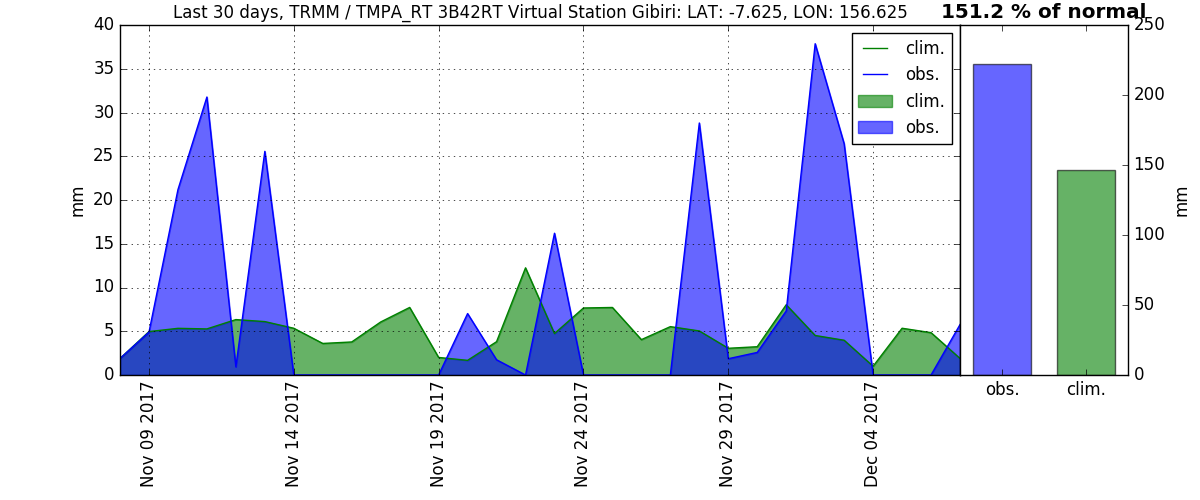 Last 30 days, TRMM / TMPA_RT 3B42RT Virtual Station Gibiri: LAT: -7.625, LON: 156.625
151.2 % of normal
40
35
30
25
20
15
10
5
0
mm
clim.
obs.
clim.
obs.
Nov 09 2017
Nov 14 2017
Nov 19 2017
Nov 24 2017
Nov 29 2017
Dec 04 2017
250
200
150
100
50
0
mm
obs.
clim.